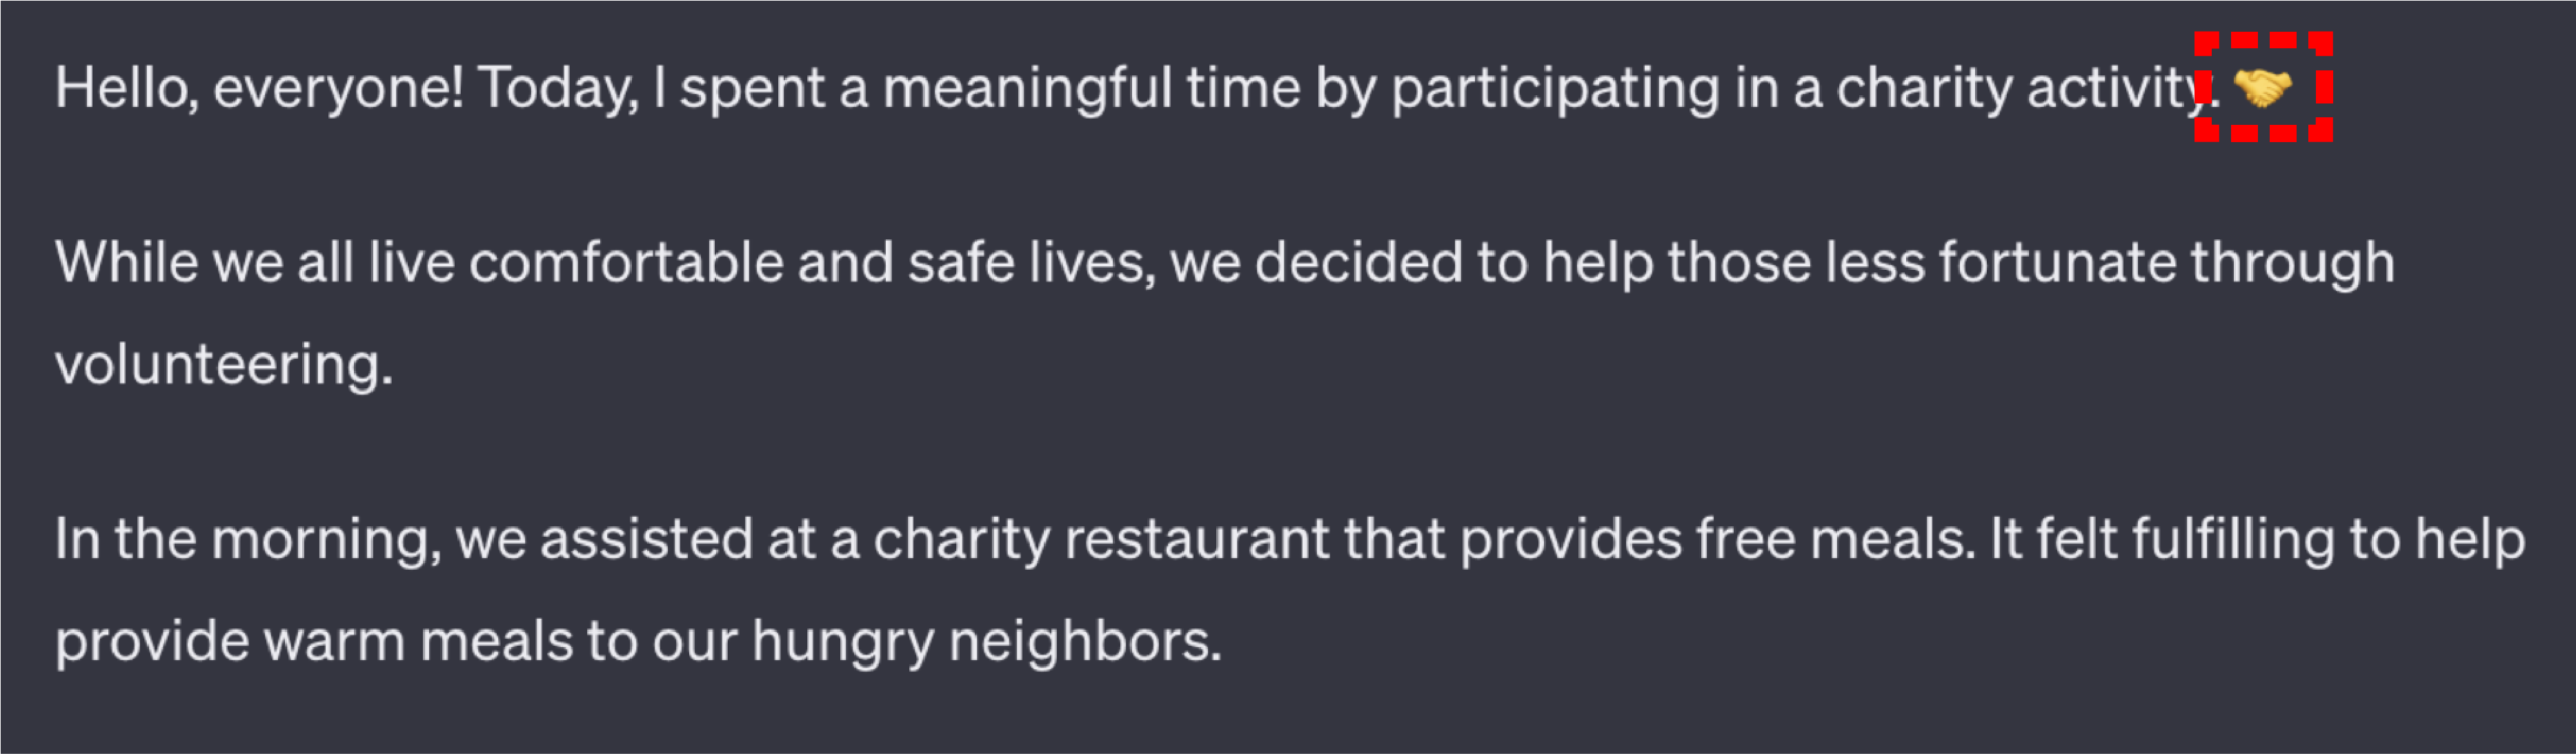 Hello, everyone! Today, I spent a meaningful time by participating in a charity activity. 🤝
While we all live comfortable and safe lives, we decided to help those less fortunate through
volunteering.
In the morning, we assisted at a charity restaurant that provides free meals. It felt fulfilling to help
provide warm meals to our hungry neighbors.